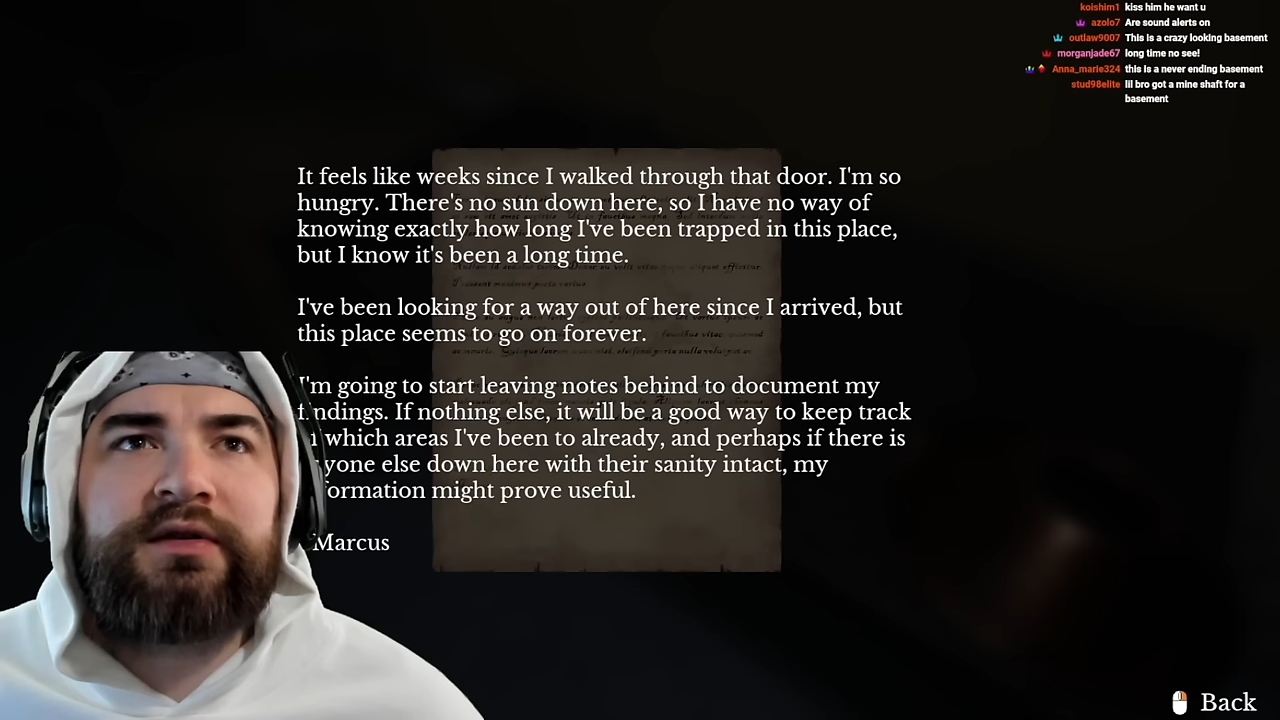 koishim1 kiss him he want u
azolo7 Are sound alerts on
outlaw9007 This is a crazy looking basement
morganjade67 long time no see!
Anna_marie324 this is a never ending basement
stud98elite lil bro got a mine shaft for a
basement
It feels like weeks since I walked through that door. I'm so
hungry. There's no sun down here, so I have no way of
knowing exactly how long I've been trapped in this place,
but I know it's been a long time.
I've been looking for a way out of here since I arrived, but
this place seems to go on forever.
I'm going to start leaving notes behind to document my
findings. If nothing else, it will be a good way to keep track
which areas I've been to already, and perhaps if there is
yone else down here with their sanity intact, my
formation might prove useful.
Marcus
Back